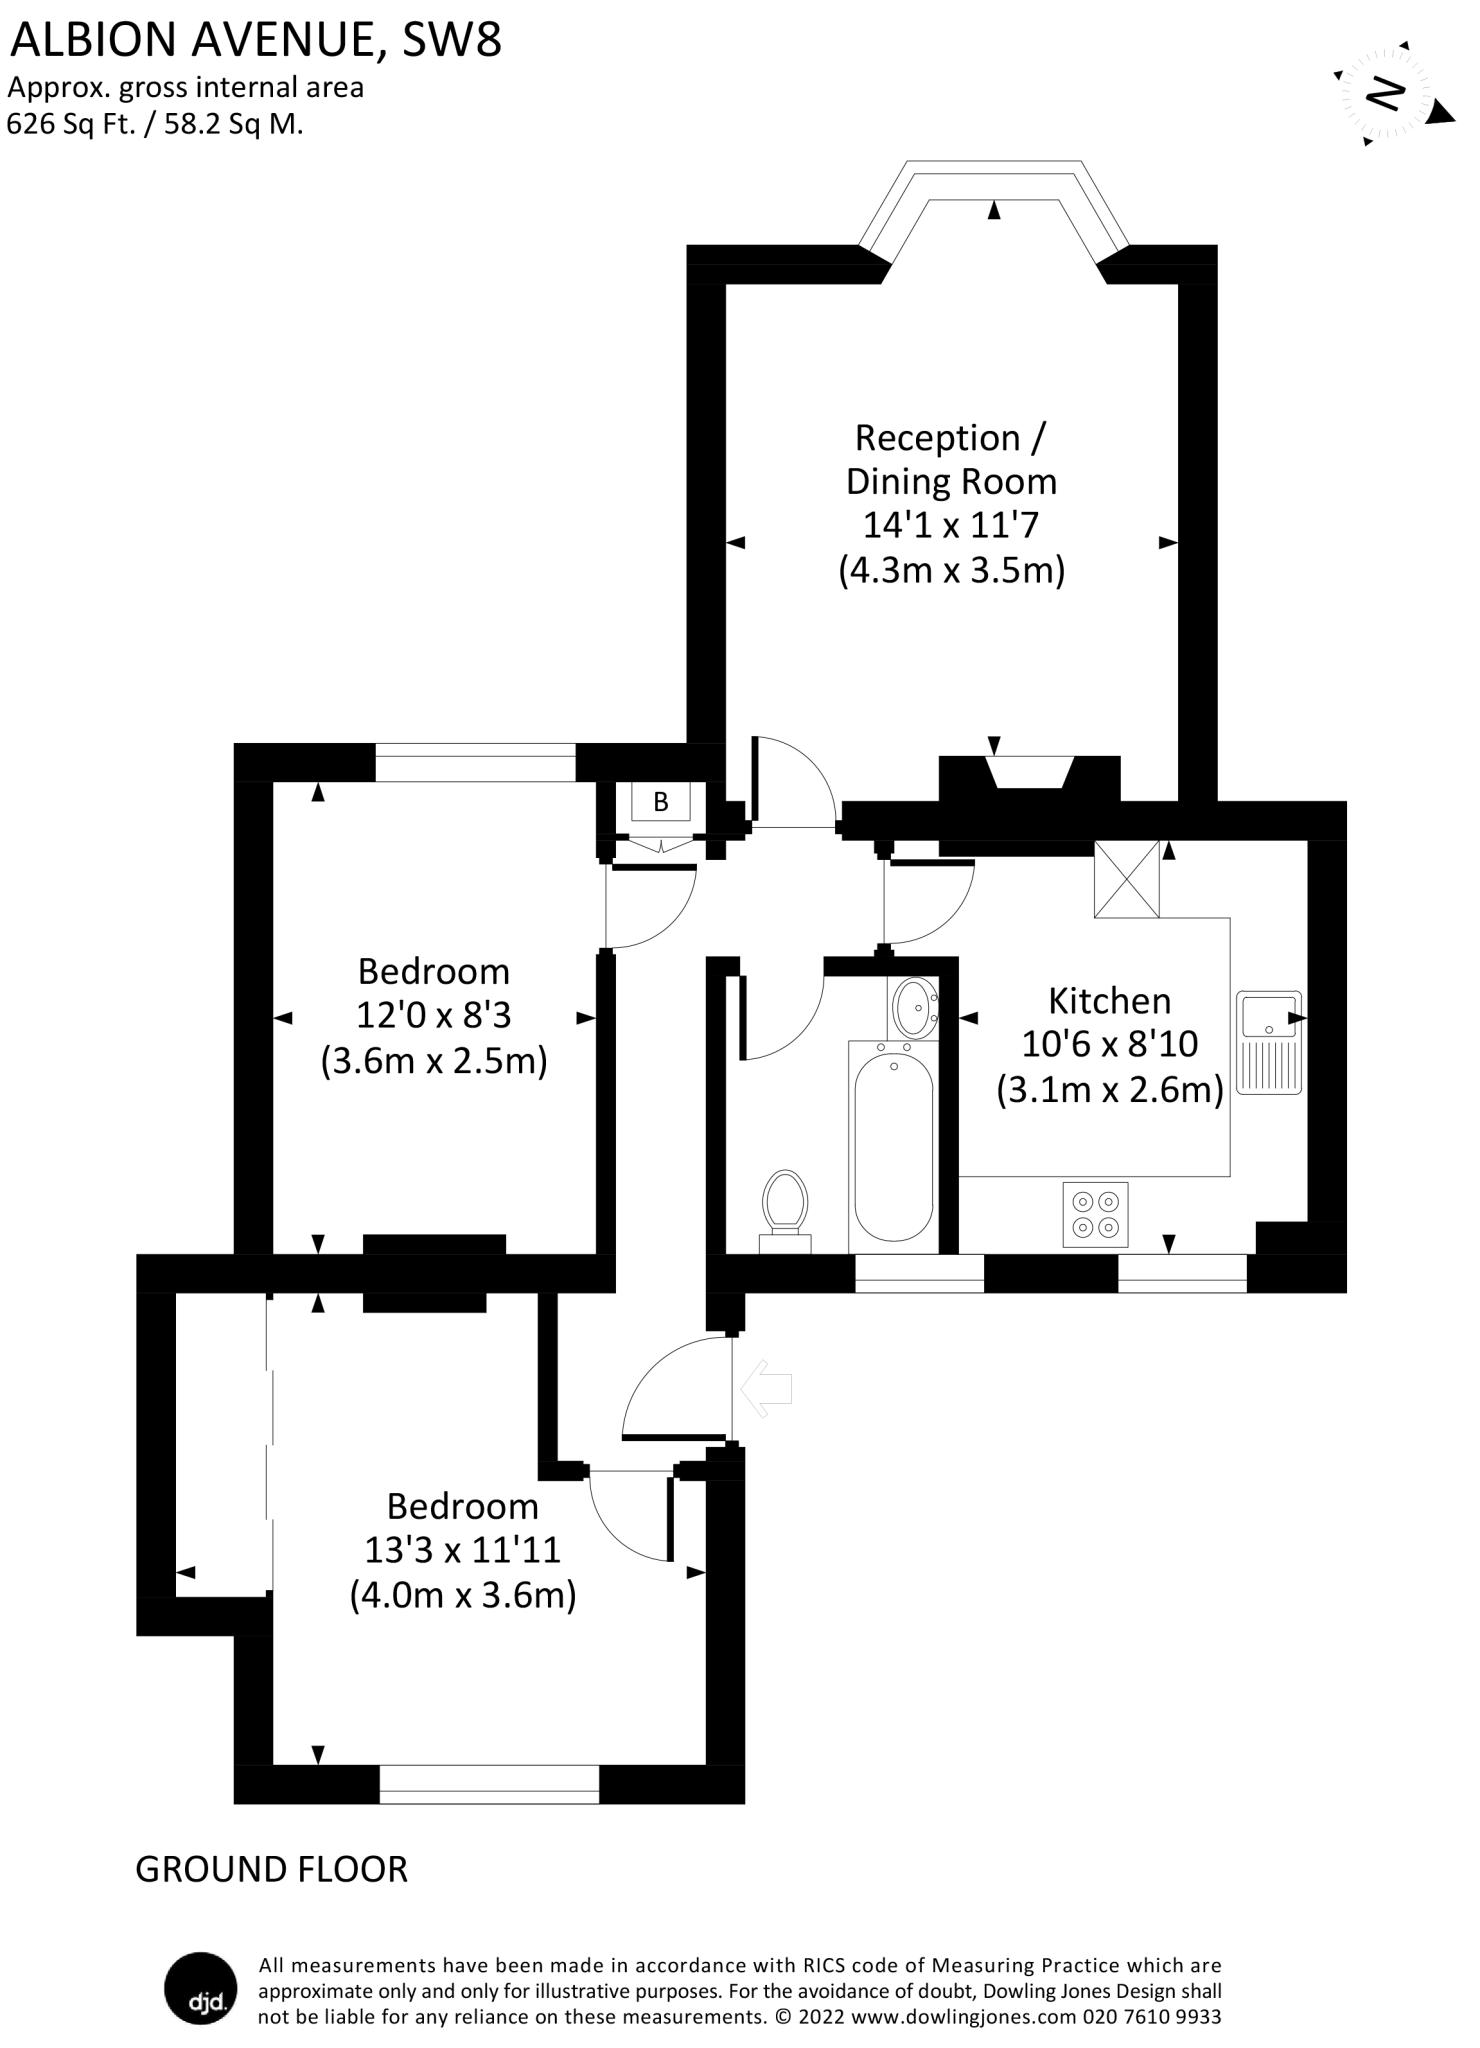 ALBION AVENUE, SW8
Approx. gross internal area
626 Sq Ft. / 58.2 Sq M.
N
Reception /
Dining Room
14'1 x 11'7
(4.3m x 3.5m)
B
Bedroom
12'0 x 8'3
(3.6m x 2.5m)
Kitchen
10'6 x 8'10
(3.1m x 2.6m)
Bedroom
13'3 x 11'11
(4.0m x 3.6m)
GROUND FLOOR
djd.
All measurements have been made in accordance with RICS code of Measuring Practice which are
approximate only and only for illustrative purposes. For the avoidance of doubt, Dowling Jones Design shall
not be liable for any reliance on these measurements. © 2022 www.dowlingjones.com 020 7610 9933